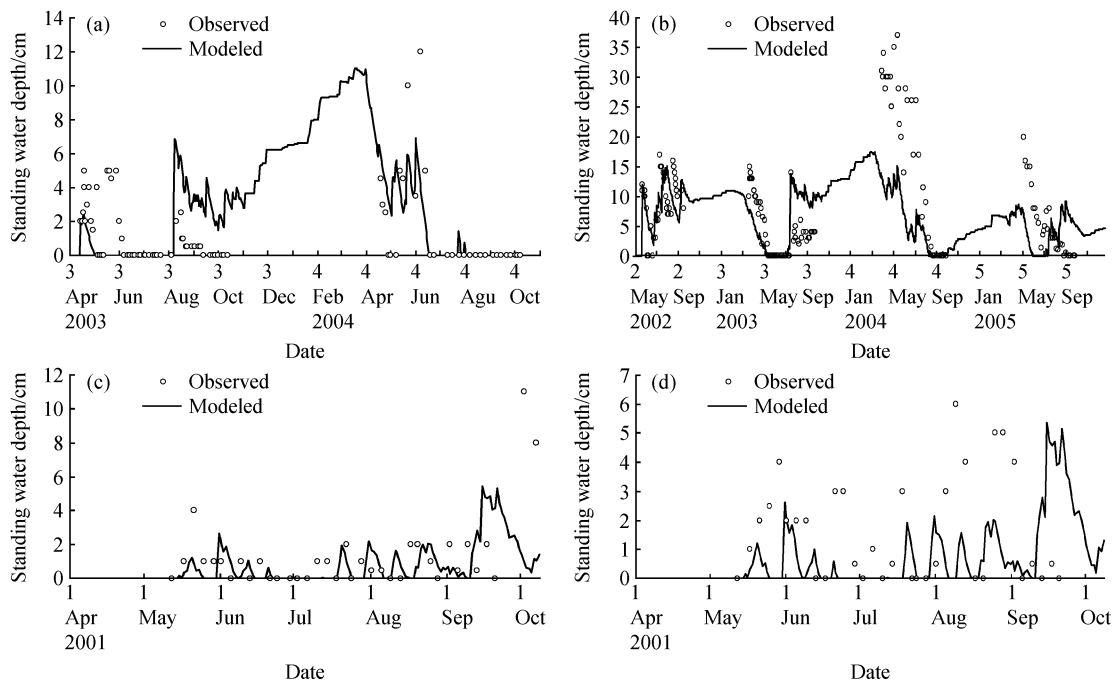 (a)
Observed
Modeled
Standing water depth/cm
14
12
10
8
6
4
2
0
3 3 3 3 3 4 4 4 4 4
Apr Jun Aug Oct Dec Feb Apr Jun Agu Oct
2003 2004
Date
(b)
Observed
Modeled
Standing water depth/cm
40
35
30
25
20
15
10
5
0
2 2 3 3 4 4 4 5 5 5
May Sep Jan May Sep Jan May Sep Jan May Sep
2002 2003 2004 2005
Date
(c)
Observed
Modeled
Standing water depth/cm
12
10
8
6
4
2
0
1 1 1 1 1 1 1
Apr May Jun Jul Aug Sep Oct
2001
Date
(d)
Observed
Modeled
Standing water depth/cm
7
6
5
4
3
2
1
0
1 1 1 1 1 1 1
Apr May Jun Jul Aug Sep Oct
2001
Date